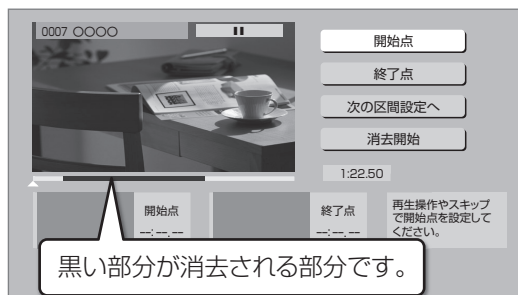 0007 〇〇〇〇
開始点
終了点
次の区間設定へ
消去開始
1:22.50
開始点
--:--.--
終了点
--:--.--
再生操作やスキップ
で開始点を設定して
ください。
黒い部分が消去される部分です。